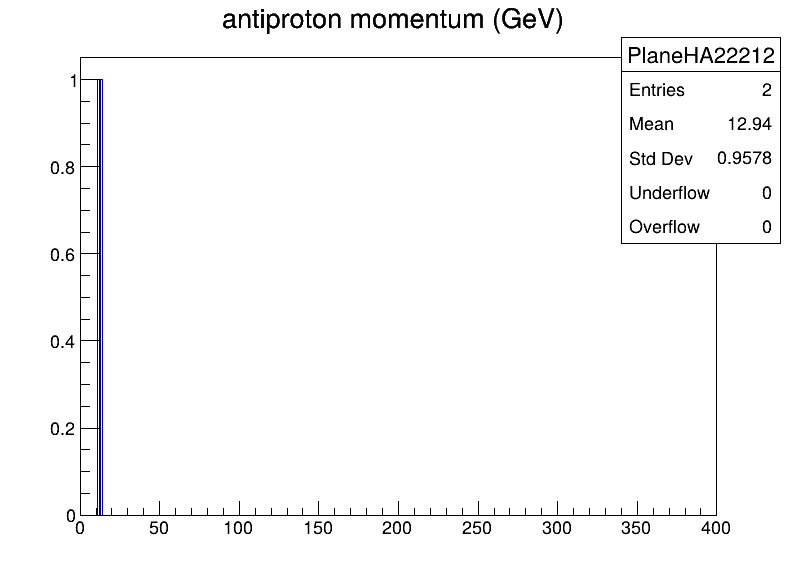 antiproton momentum (GeV)
PlaneHA22212
Entries 2
Mean 12.94
Std Dev 0.9578
Underflow 0
Overflow 0
1
0.8
0.6
0.4
0.2
0
0 50 100 150 200 250 300 350 400